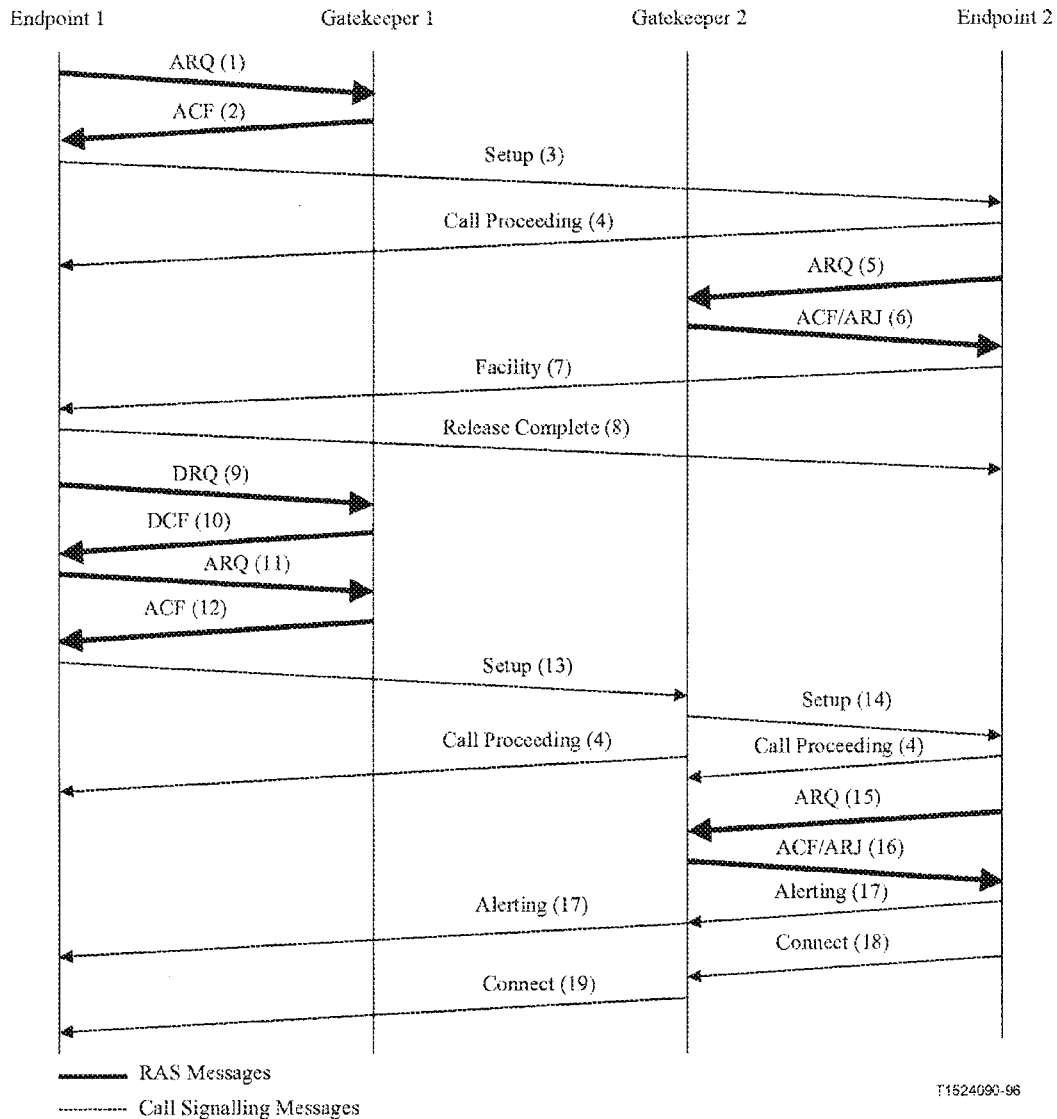 Endpoint 1 Gatekeeper 1 Gatekeeper 2 Endpoint 2
ARQ (1)
ACF (2)
Setup (3)
Call Proceeding (4)
ARQ (5)
ACF/ARJ (6)
Facility (7)
Release Complete (8)
DRQ (9)
DCF (10)
ARQ (11)
ACF (12)
Setup (13)
Setup (14)
Call Proceeding (4) Call Proceeding (4)
ARQ (15)
ACF/ARJ (16)
Alerting (17) Alerting (17)
Connect (18)
Connect (19)
RAS Messages
Call Signalling Messages
T1524090-96